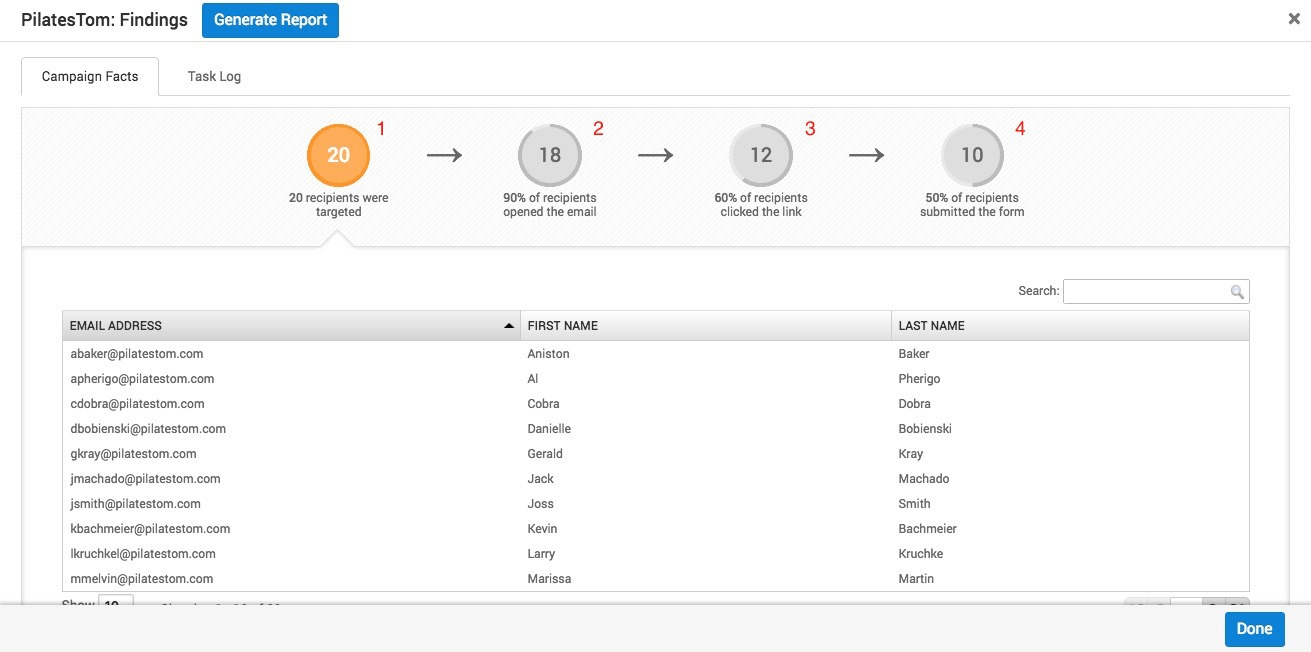 PilatesTom: Findings Generate Report
Campaign Facts Task Log
1 2 3 4
20 18 12 10
20 recipients were 90% of recipients 60% of recipients 50% of recipients
targeted opened the email clicked the link submitted the form
Search:
EMAIL ADDRESS FIRST NAME LAST NAME
abaker@pilatestom.com Aniston Baker
apherigo@pilatestom.com Al Pherigo
cdobra@pilatestom.com Cobra Dobra
dbobienski@pilatestom.com Danielle Bobienski
gkray@pilatestom.com Gerald Kray
jmachado@pilatestom.com Jack Machado
jsmith@pilatestom.com Joss Smith
kbachmeier@pilatestom.com Kevin Bachmeier
lkruchkel@pilatestom.com Larry Kruchke
mmelvin@pilatestom.com Marissa Martin
Show 10
Done